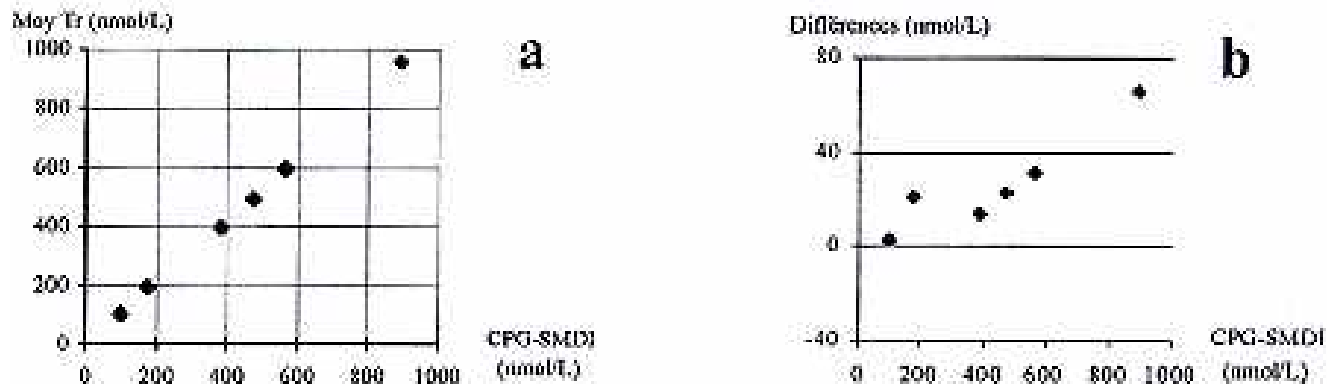 Moy Tr (nmol/L)
1000
800
600
400
200
0
0 200 400 600 800 1000
CPG-SMDI
(nmol/L)
a
Différences (nmol/L)
80
40
0
-40
0 200 400 600 800 1000
CPG-SMDI
(nmol/L)
b